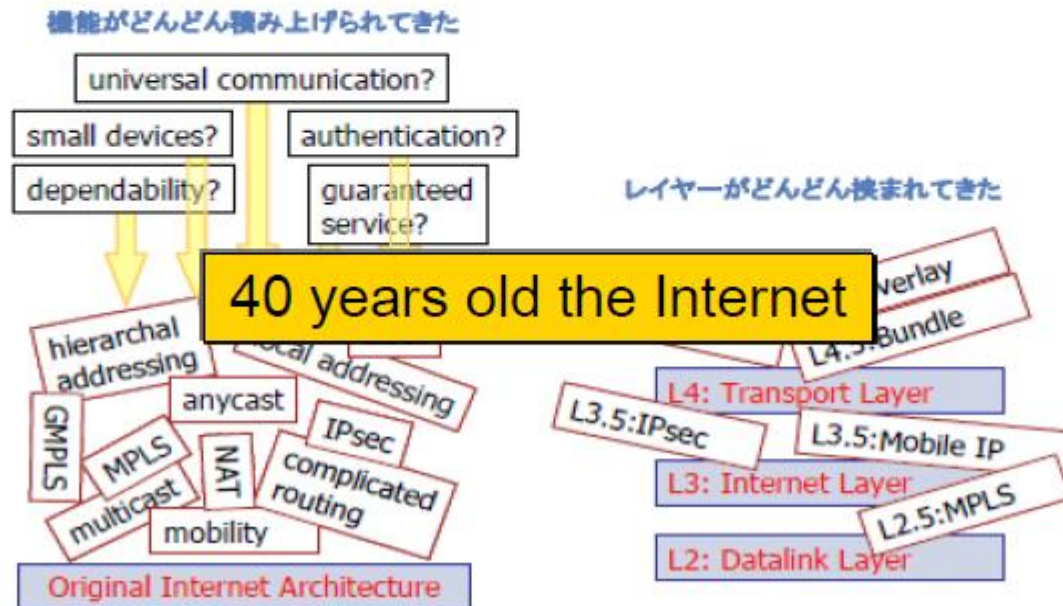 機能がどんどん積み上げられてきた
universal communication?
small devices?
authentication?
dependability?
guaranteed
service?
レイヤーがどんどん挟まれてきた
40 years old the Internet
hierarchal
addressing
addressing
anycast
GMPLS
MPLS
NAT
IPsec
multicast
complicated
routing
mobility
Original Internet Architecture
L4.5:Bundle
L4: Transport Layer
L3.5:IPsec
L3.5:Mobile IP
L3: Internet Layer
L2.5:MPLS
L2: Datalink Layer